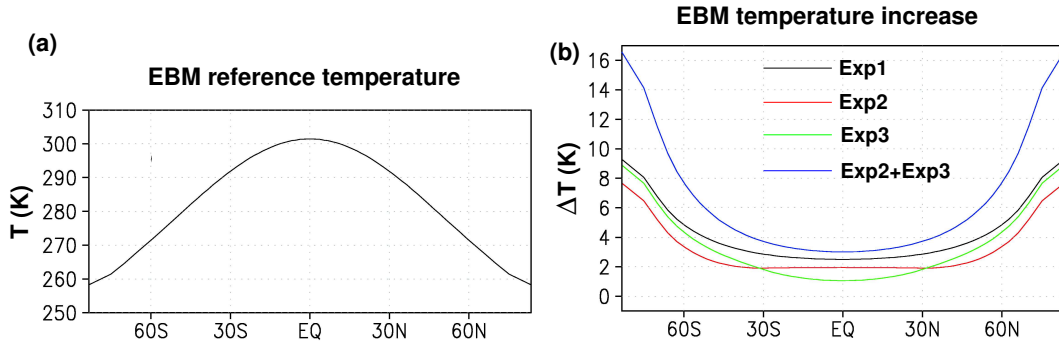 (a)
EBM reference temperature
T (K)
310
300
290
280
270
260
250
60S 30S EQ 30N 60N
EBM temperature increase
(b)
ΔT (K)
16
14
12
10
8
6
4
2
0
Exp1
Exp2
Exp3
Exp2+Exp3
60S 30S EQ 30N 60N